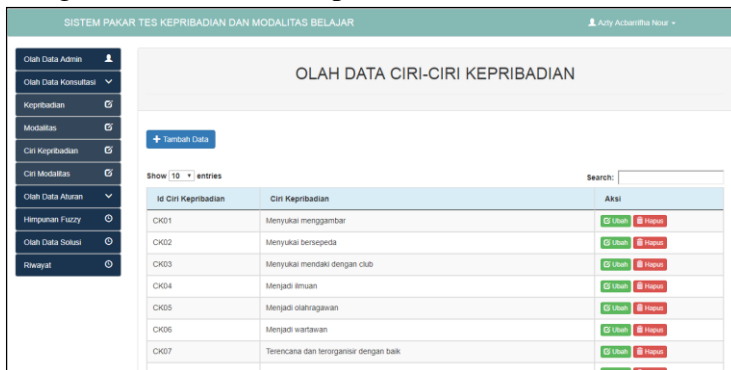 SISTEM PAKAR TES KEPRIBADIAN DAN MODALITAS BELAJAR
Azty Acbarrifha Nour
Olah Data Admin
Olah Data Konsultasi
Kepribadian
Modalitas
Ciri Kepribadian
Ciri Modalitas
Olah Data Aturan
Himpunan Fuzzy
Olah Data Solusi
Riwayat
OLAH DATA CIRI-CIRI KEPRIBADIAN
+ Tambah Data
Show 10 entries
Search:
Id Ciri Kepribadian Ciri Kepribadian Aksi
CK01 Menyukai menggambar Ubah Hapus
CK02 Menyukai bersepeda Ubah Hapus
CK03 Menyukai mendaki dengan club Ubah Hapus
CK04 Menjadi ilmuan Ubah Hapus
CK05 Menjadi olahragawan Ubah Hapus
CK06 Menjadi wartawan Ubah Hapus
CK07 Terencana dan terorganisir dengan baik Ubah Hapus